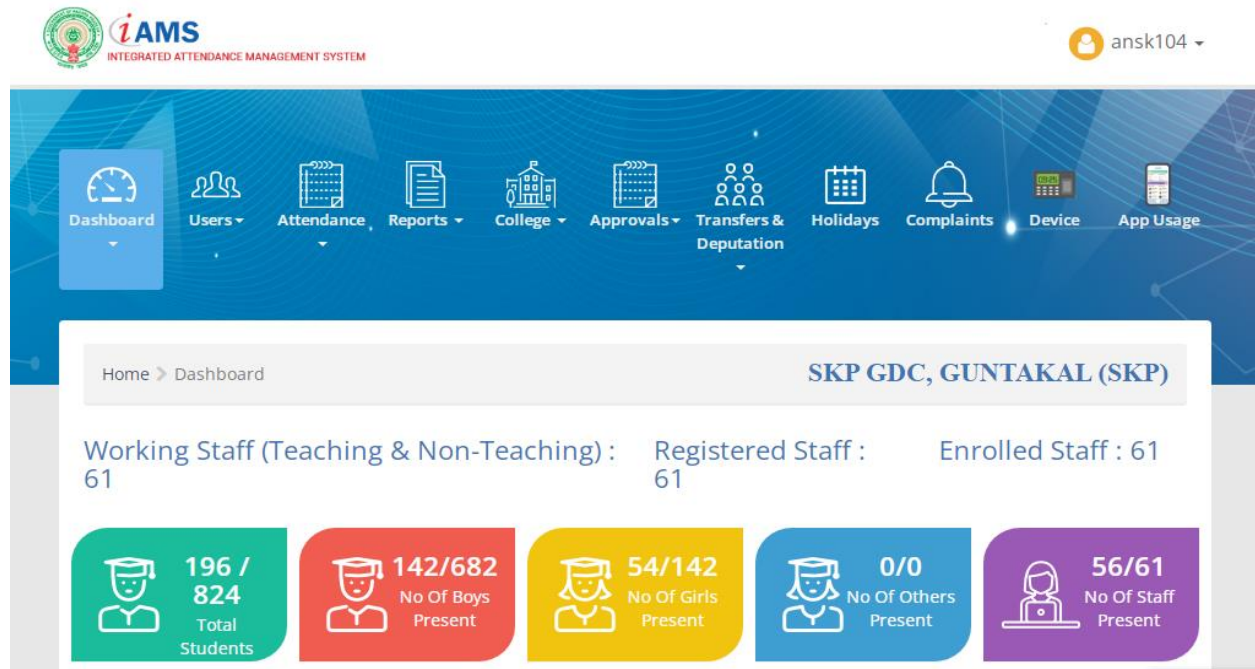 iAMS
INTEGRATED ATTENDANCE MANAGEMENT SYSTEM
ansk104
Dashboard
Users
Attendance
Reports
College
Approvals
Transfers &
Deputation
Holidays
Complaints
Device
App Usage
Home > Dashboard
SKP GDC, GUNTAKAL (SKP)
Working Staff (Teaching & Non-Teaching) :
61
Registered Staff :
61
Enrolled Staff : 61
196 /
824
Total
Students
142/682
No Of Boys
Present
54/142
No Of Girls
Present
0/0
No Of Others
Present
56/61
No Of Staff
Present